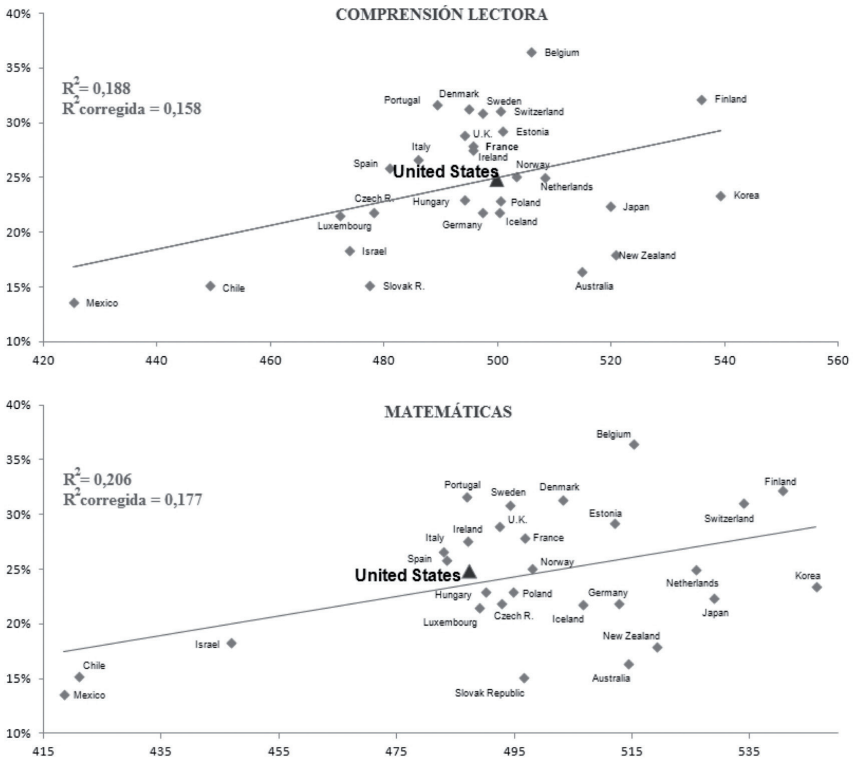 COMPRENSIÓN LECTORA
40%
35%
30%
25%
20%
15%
10%
R²= 0,188
R²corregida = 0,158
Belgium
Finland
Portugal
Denmark
Sweden
Switzerland
Estonia
U.K.
France
Ireland
Italy
Spain
United States
Norway
Netherlands
Korea
Czech R.
Hungary
Poland
Japan
Luxembourg
Germany
Iceland
Israel
New Zealand
Australia
Slovak R.
Chile
Mexico
420 440 460 480 500 520 540 560
MATEMÁTICAS
40%
35%
30%
25%
20%
15%
10%
R²= 0,206
R²corregida = 0,177
Belgium
Finland
Portugal
Sweden
Denmark
Switzerland
Estonia
U.K.
Ireland
France
Italy
Spain
Norway
United States
Netherlands
Korea
Hungary
Poland
Germany
Japan
Luxembourg
Czech R.
Iceland
New Zealand
Israel
Australia
Slovak Republic
Chile
Mexico
415 435 455 475 495 515 535